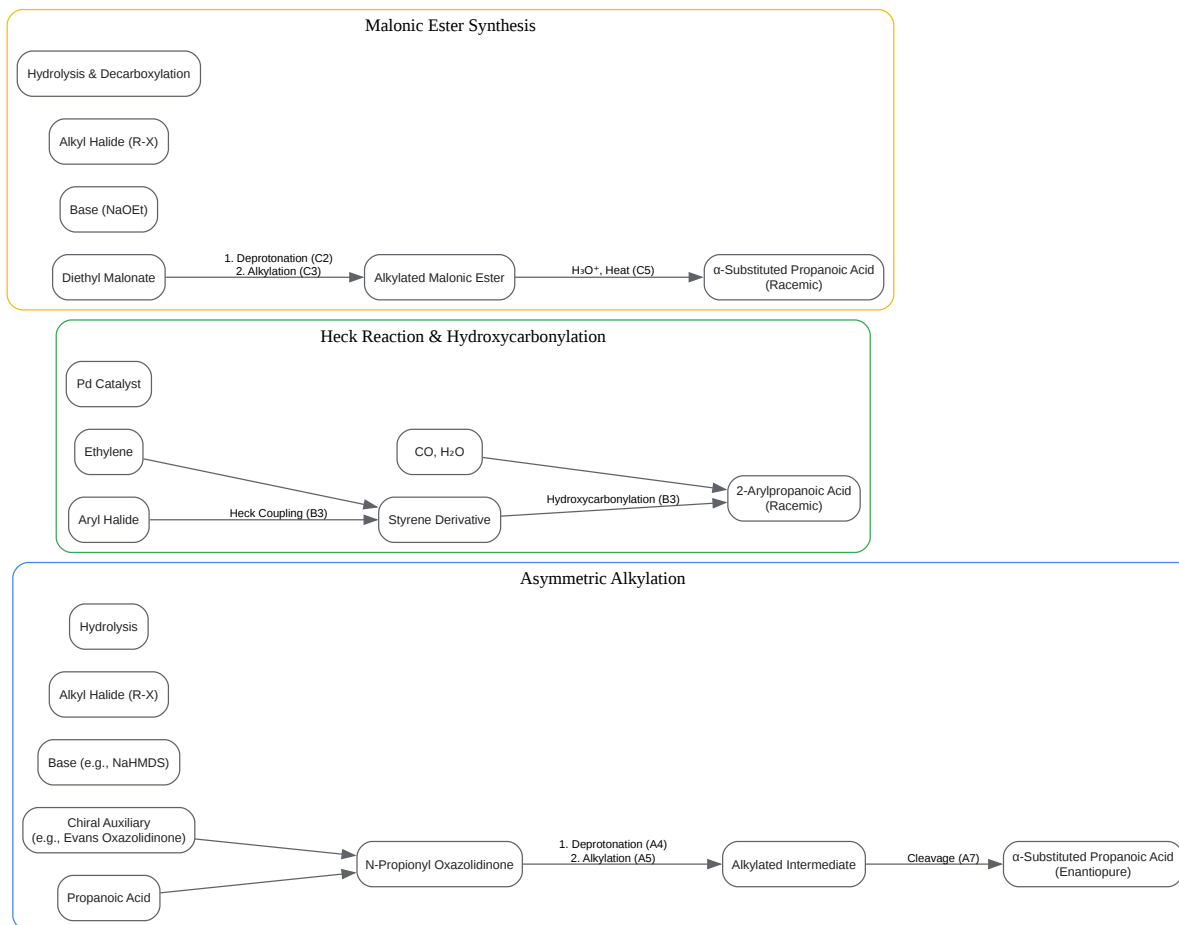 Malonic Ester Synthesis
Hydrolysis & Decarboxylation
Alkyl Halide (R-X)
Base (NaOEt)
Diethyl Malonate
1. Deprotonation (C2)
2. Alkylation (C3)
Alkylated Malonic Ester
H₃O⁺, Heat (C5)
α-Substituted Propanoic Acid
(Racemic)
Heck Reaction & Hydroxycarbonylation
Pd Catalyst
Ethylene
CO, H₂O
Aryl Halide
Heck Coupling (B3)
Styrene Derivative
Hydroxycarbonylation (B3)
2-Arylpropanoic Acid
(Racemic)
Asymmetric Alkylation
Hydrolysis
Alkyl Halide (R-X)
Base (e.g., NaHMDS)
Chiral Auxiliary
(e.g., Evans Oxazolidinone)
Propanoic Acid
N-Propionyl Oxazolidinone
1. Deprotonation (A4)
2. Alkylation (A5)
Alkylated Intermediate
Cleavage (A7)
α-Substituted Propanoic Acid
(Enantiopure)